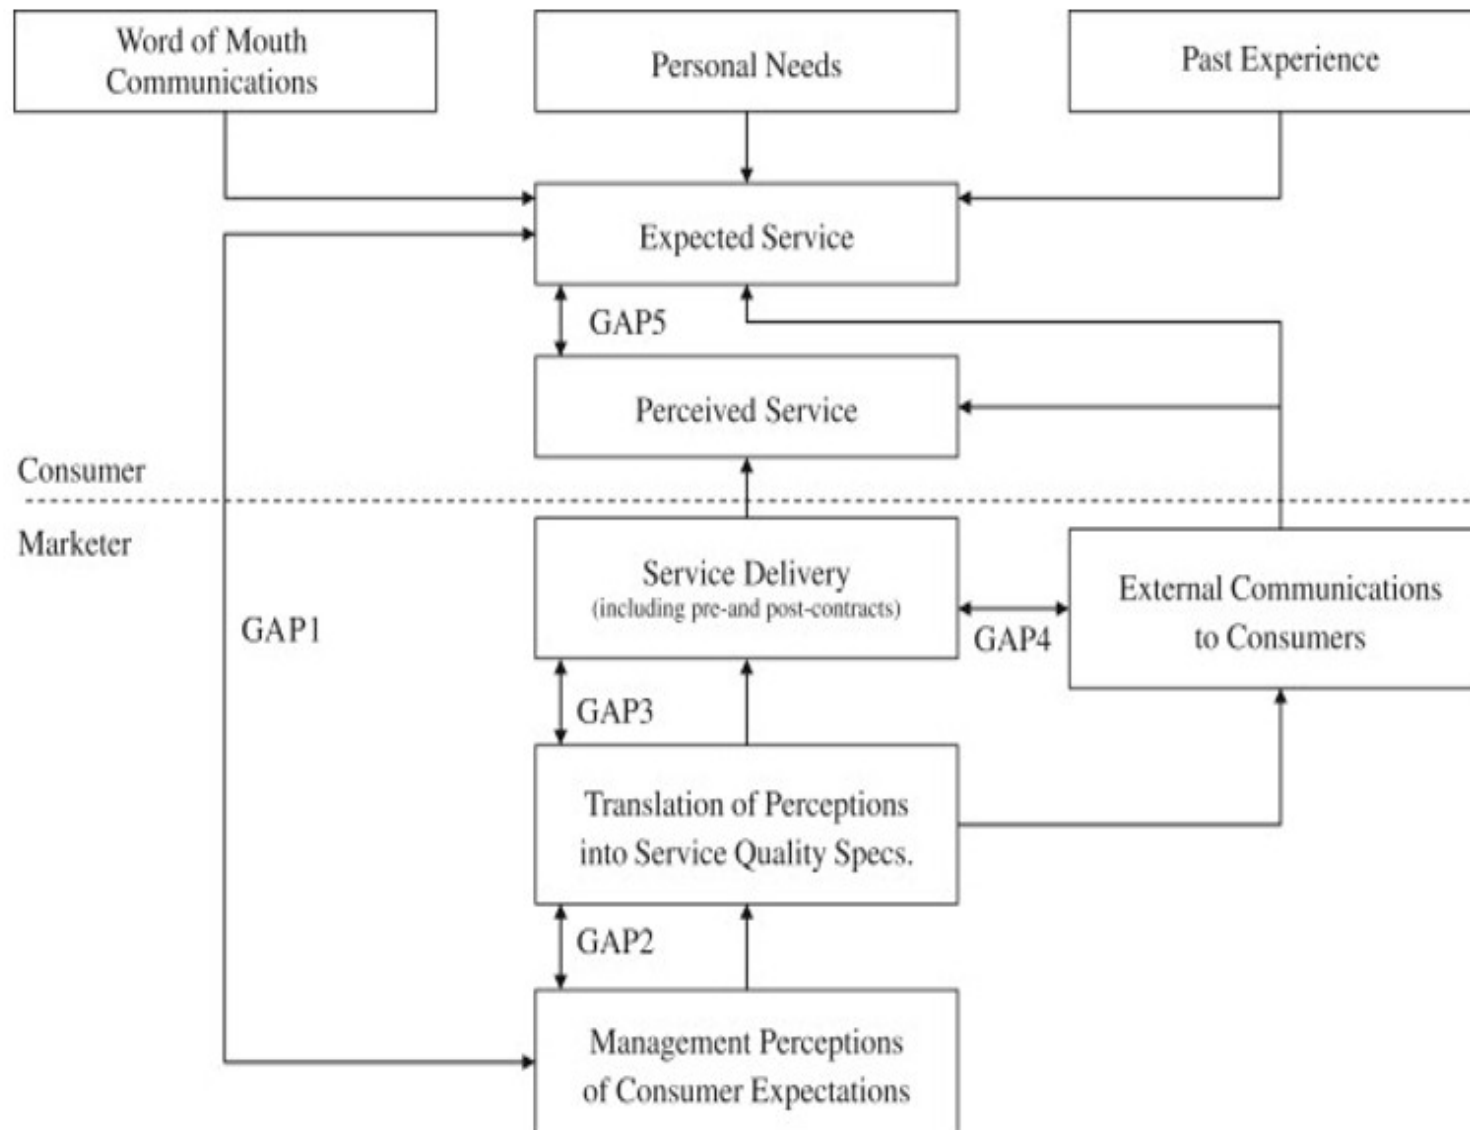 Word of Mouth
Communications
Personal Needs
Past Experience
Expected Service
GAP5
Perceived Service
Consumer
Marketer
Service Delivery
(including pre-and post-contracts)
External Communications
to Consumers
GAP1
GAP4
GAP3
Translation of Perceptions
into Service Quality Specs.
GAP2
Management Perceptions
of Consumer Expectations